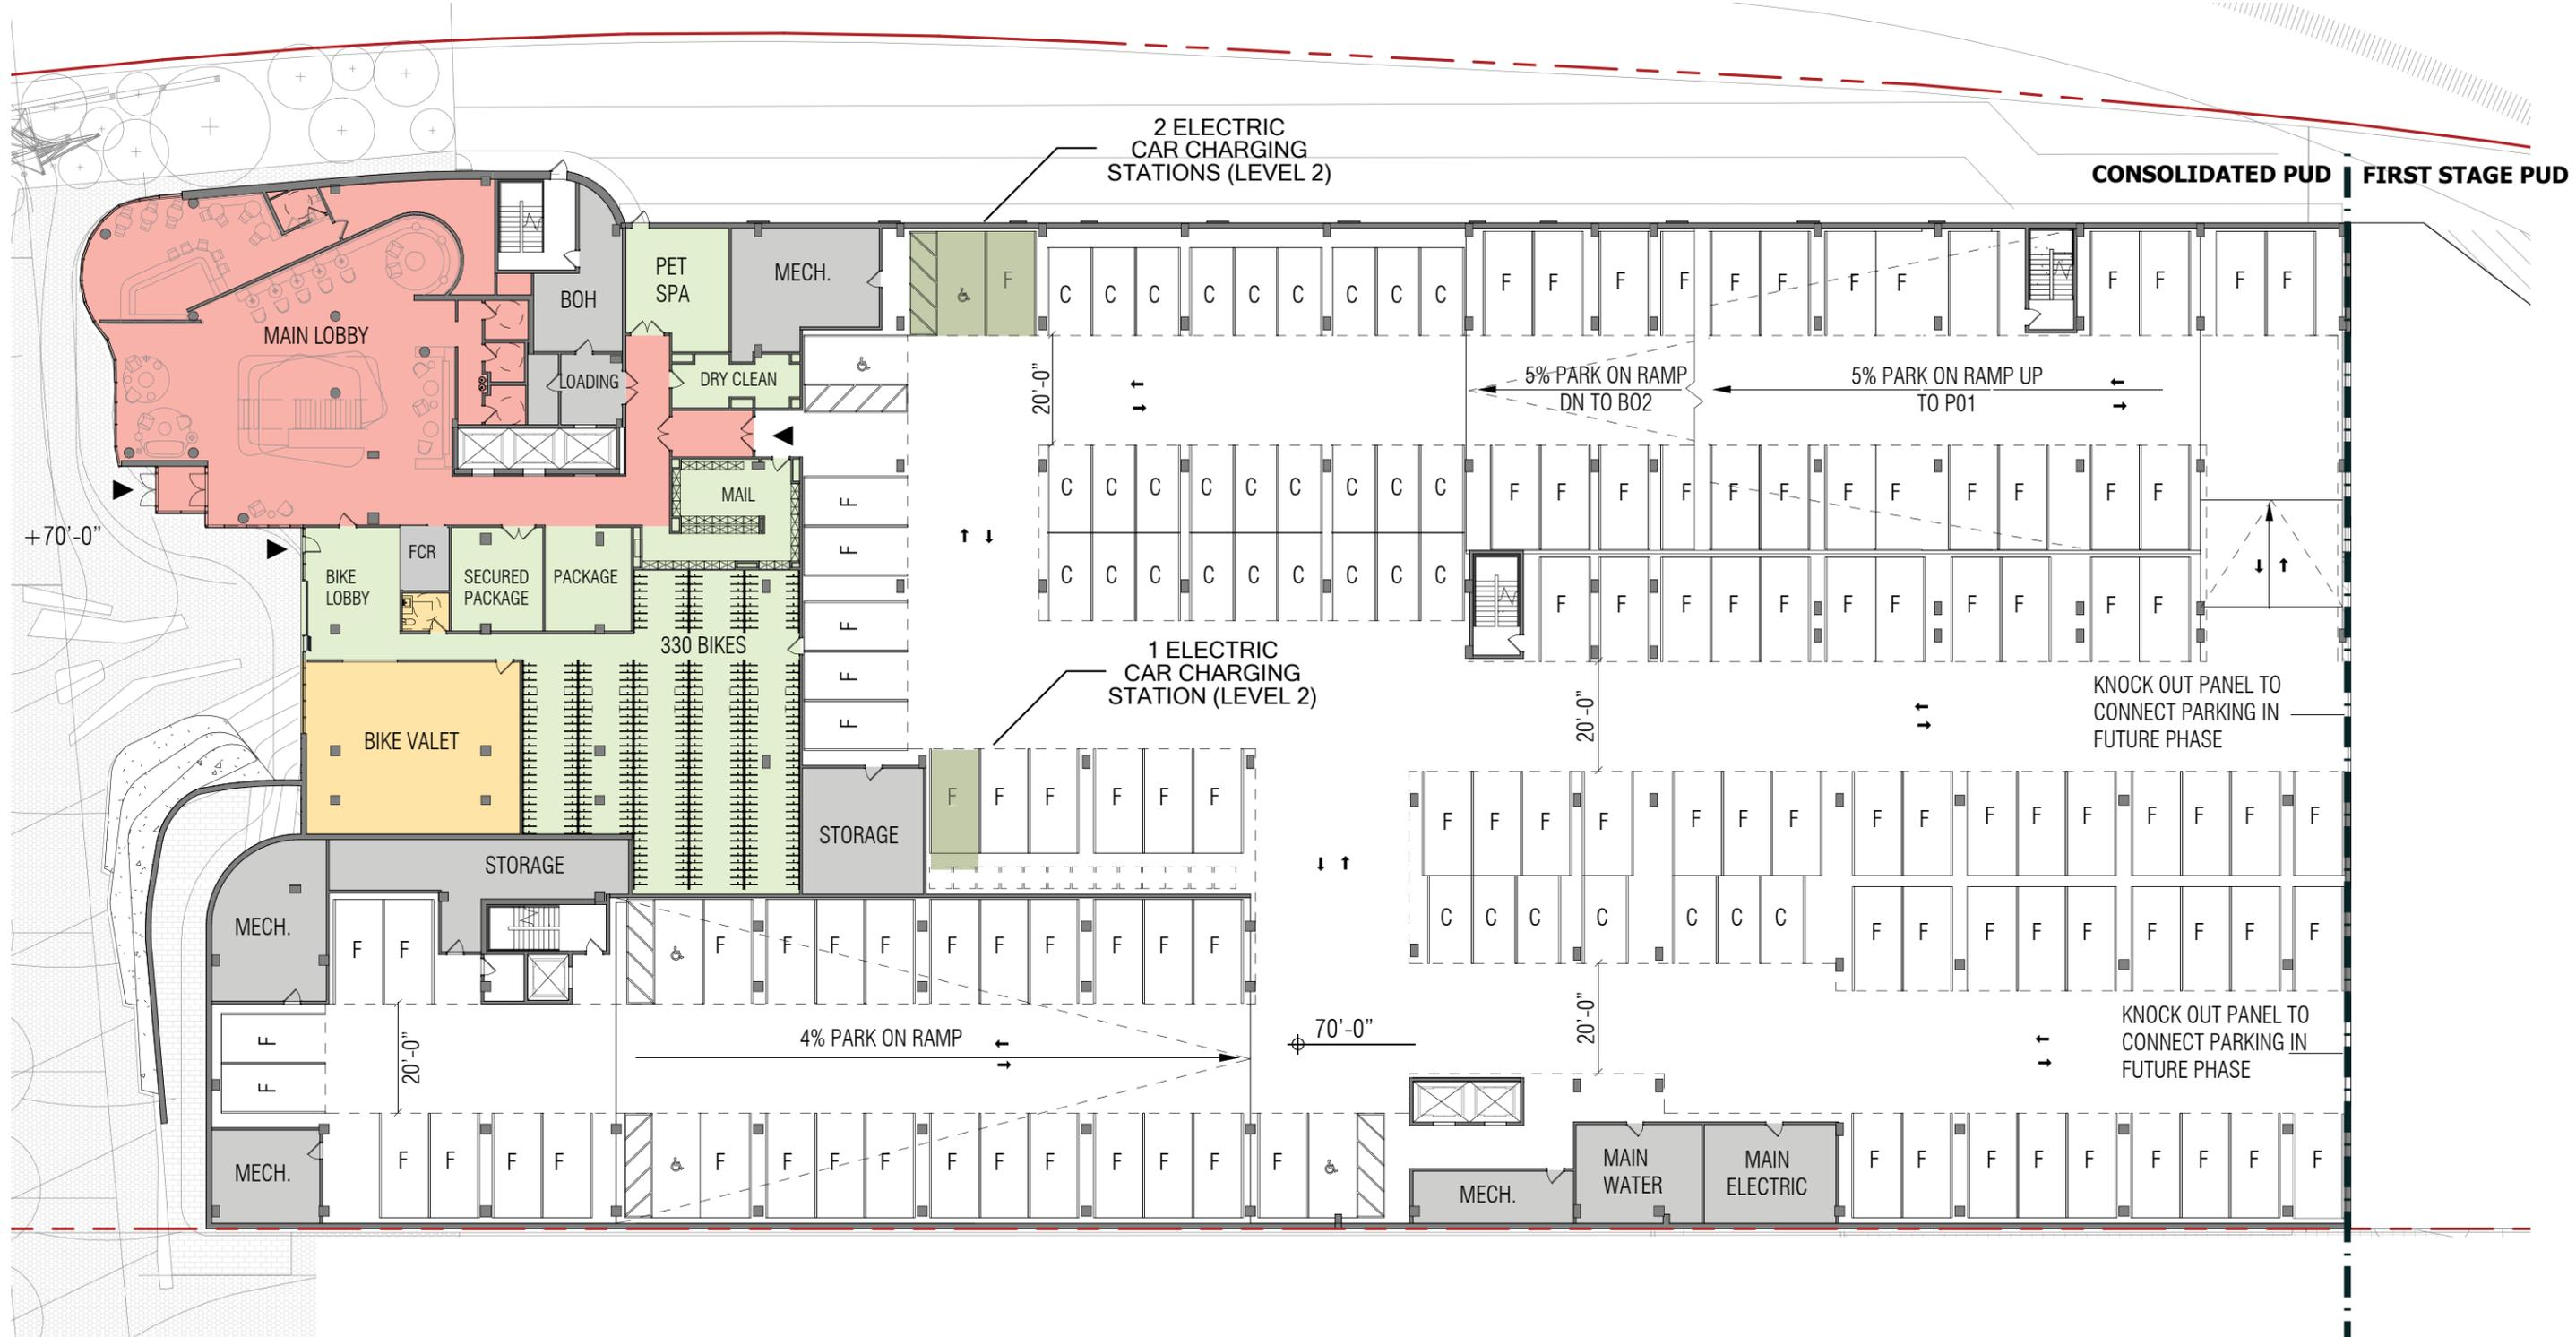 2 ELECTRIC
CAR CHARGING
STATIONS (LEVEL 2)
CONSOLIDATED PUD
FIRST STAGE PUD
PET
SPA
MECH.
BOH
MAIN LOBBY
LOADING
DRY CLEAN
F
C C C C C C C C C
F F F F F F F F F F F F
20'-0"
5% PARK ON RAMP
DN TO B02
5% PARK ON RAMP UP
TO P01
MAIL
F
F
F
F
F
C C C C C C C C C
F F F F F F F F F F F F F
+70'-0"
FCR
BIKE
LOBBY
SECURED
PACKAGE
PACKAGE
C C C C C C C C C
F F F F F F F F F F F
330 BIKES
1 ELECTRIC
CAR CHARGING
STATION (LEVEL 2)
KNOCK OUT PANEL TO
CONNECT PARKING IN
FUTURE PHASE
20'-0"
BIKE VALET
F F F F F F
STORAGE
F F F F F F F F F F F F F F F F F
STORAGE
MECH.
C C C C C C C
F F F F F F F F F F
F F
F F F F F F F F F F
F
F
20'-0"
4% PARK ON RAMP
70'-0"
20'-0"
KNOCK OUT PANEL TO
CONNECT PARKING IN
FUTURE PHASE
MECH.
F F F F
F F F F F F F F F F F
MECH.
MAIN
WATER
MAIN
ELECTRIC
F F F F F F F F F